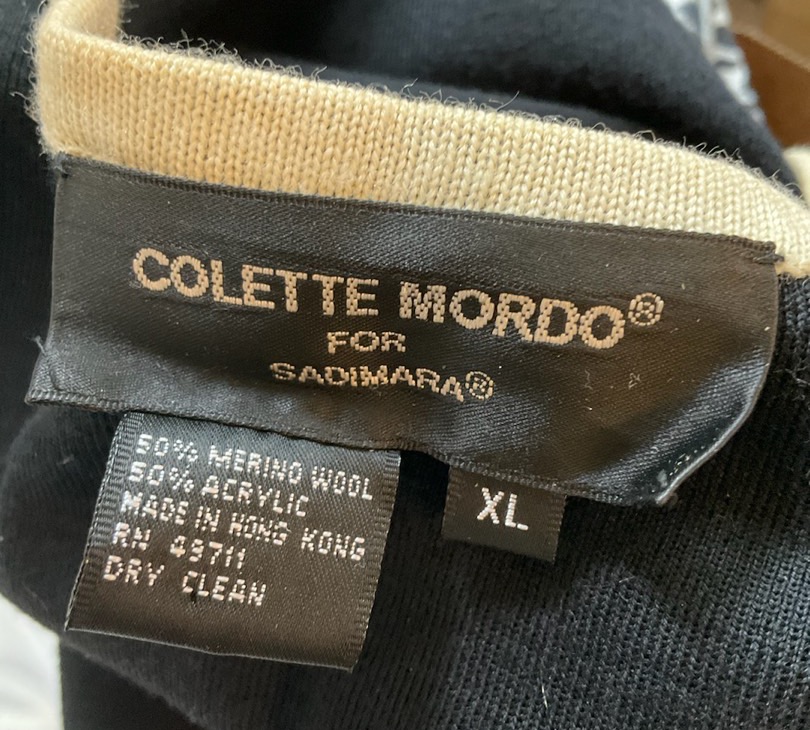 COLETTE MORDO®
FOR
SADIMARA®
50% MERINO WOOL
50% ACRYLIC
MADE IN HONG KONG
RN 49711
DRY CLEAN
XL